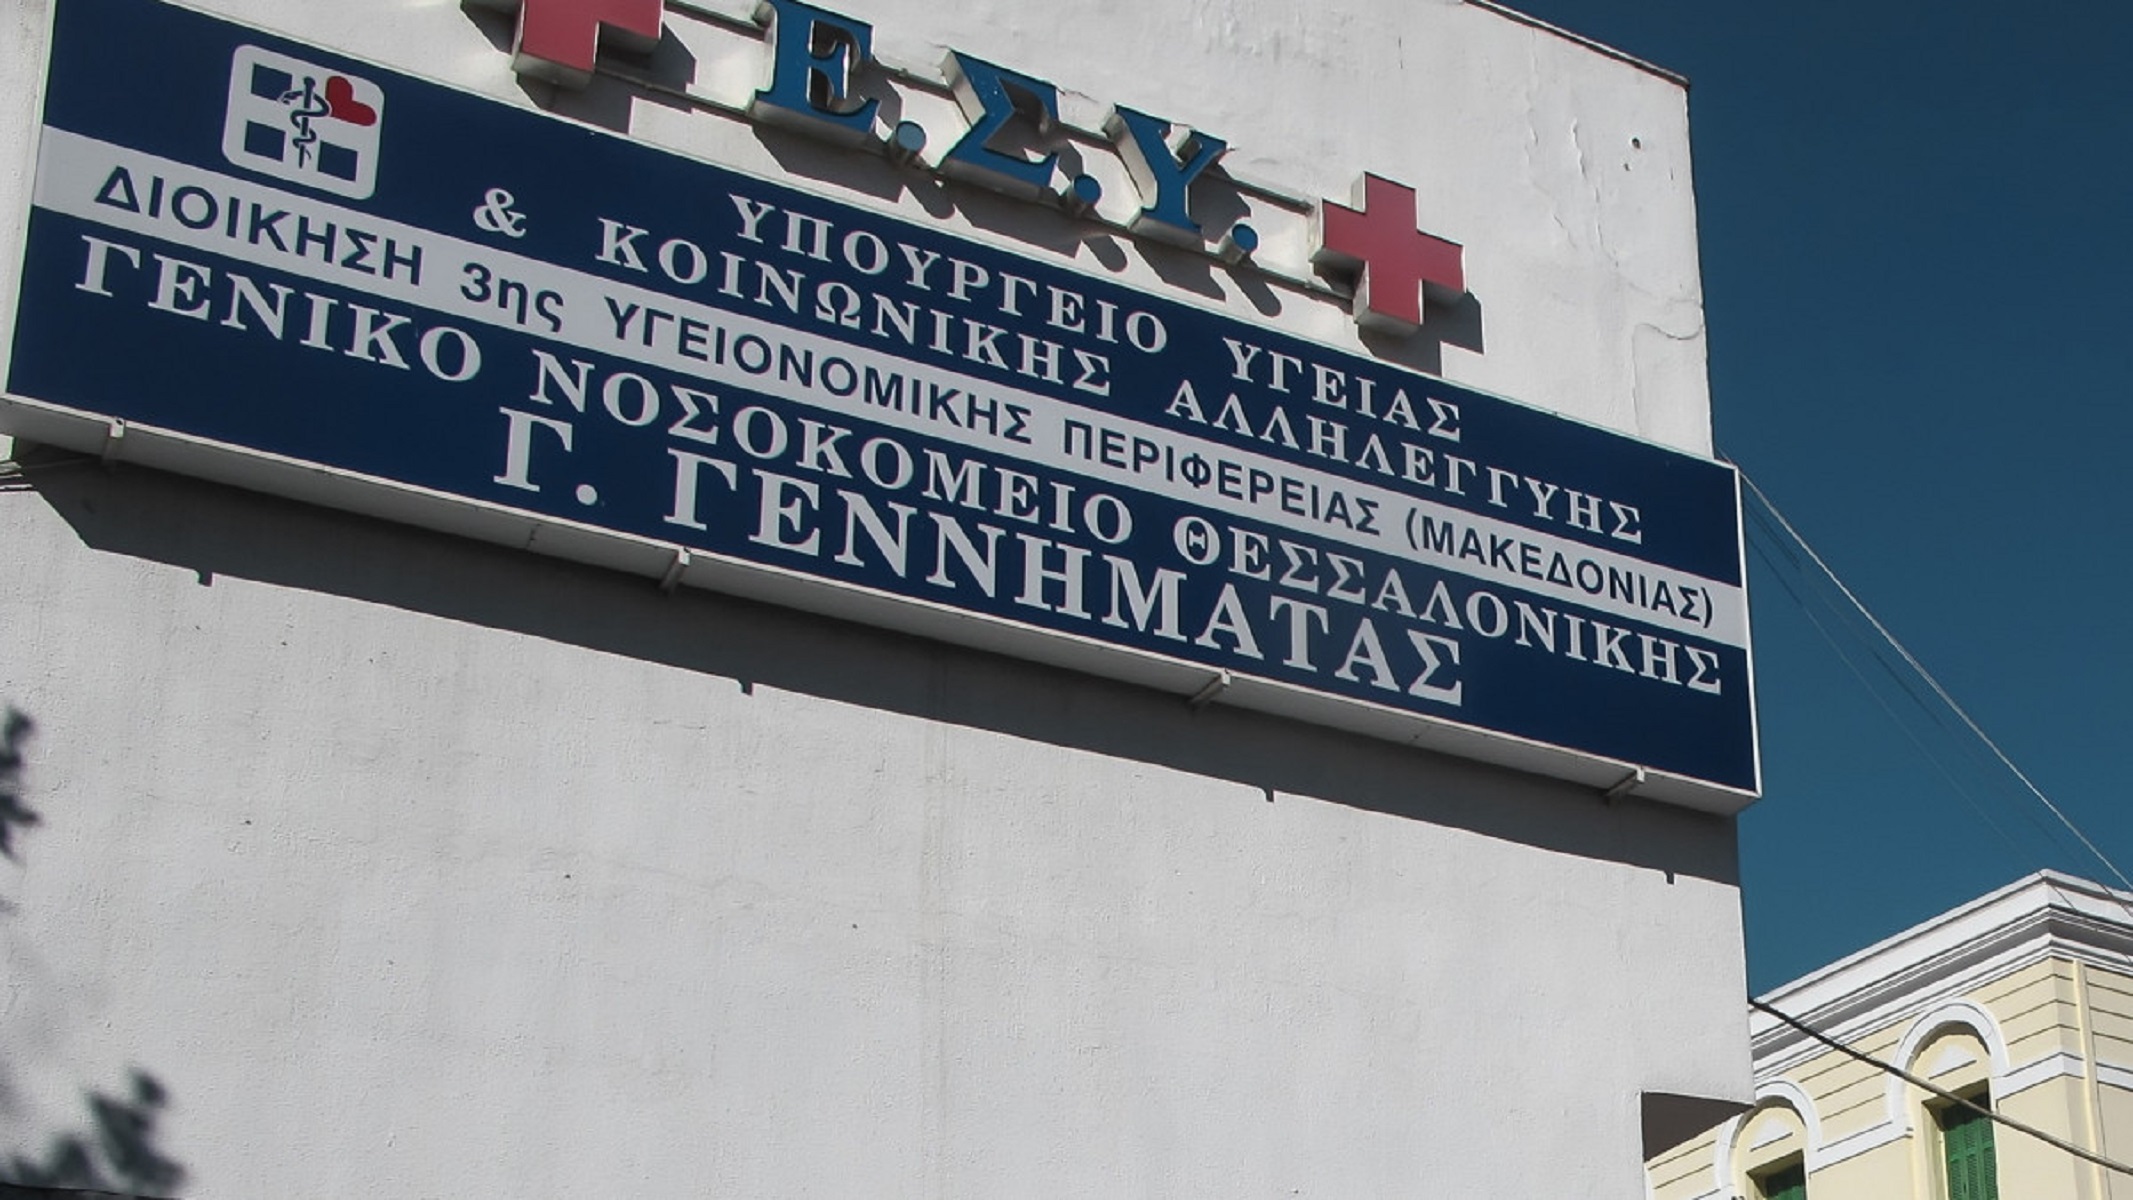 Ε.Σ.Υ.
ΥΠΟΥΡΓΕΙΟ ΥΓΕΙΑΣ
& ΚΟΙΝΩΝΙΚΗΣ ΑΛΛΗΛΕΓΓΥΗΣ
ΔΙΟΙΚΗΣΗ 3ης ΥΓΕΙΟΝΟΜΙΚΗΣ ΠΕΡΙΦΕΡΕΙΑΣ (ΜΑΚΕΔΟΝΙΑΣ)
ΓΕΝΙΚΟ ΝΟΣΟΚΟΜΕΙΟ ΘΕΣΣΑΛΟΝΙΚΗΣ
Γ. ΓΕΝΝΗΜΑΤΑΣ